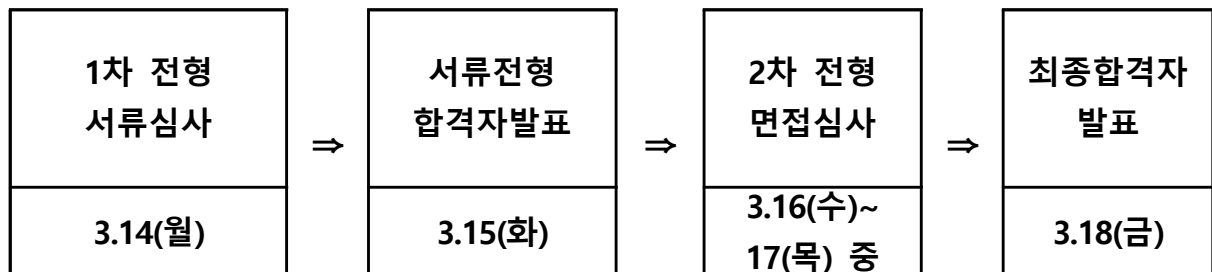 1차 전형
서류심사
3.14(월)
⇒
서류전형
합격자발표
3.15(화)
⇒
2차 전형
면접심사
3.16(수)~
17(목) 중
⇒
최종합격자
발표
3.18(금)